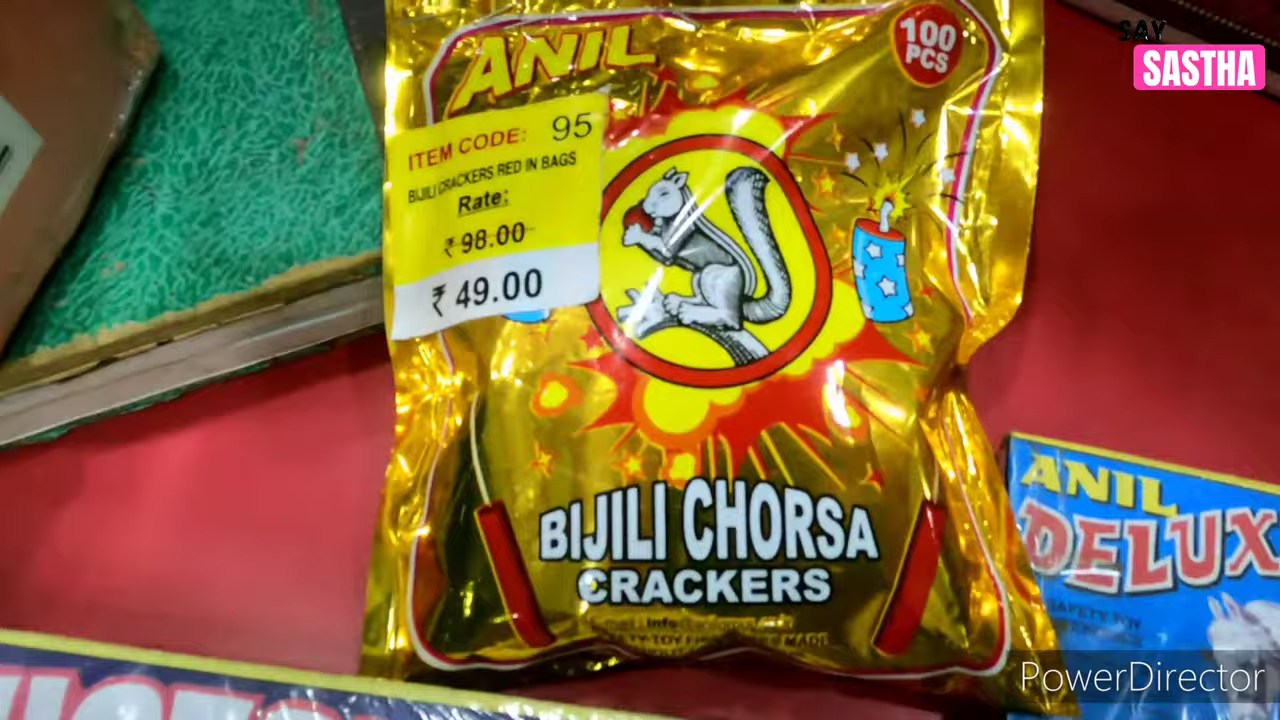 SAY
SASTHA
ANIL
100
PCS
ITEM CODE: 95
BIJILI CRACKERS RED IN BAGS
Rate:
₹ 98.00
₹ 49.00
BIJILI CHORSA
CRACKERS
ANIL
DELUX
PowerDirector